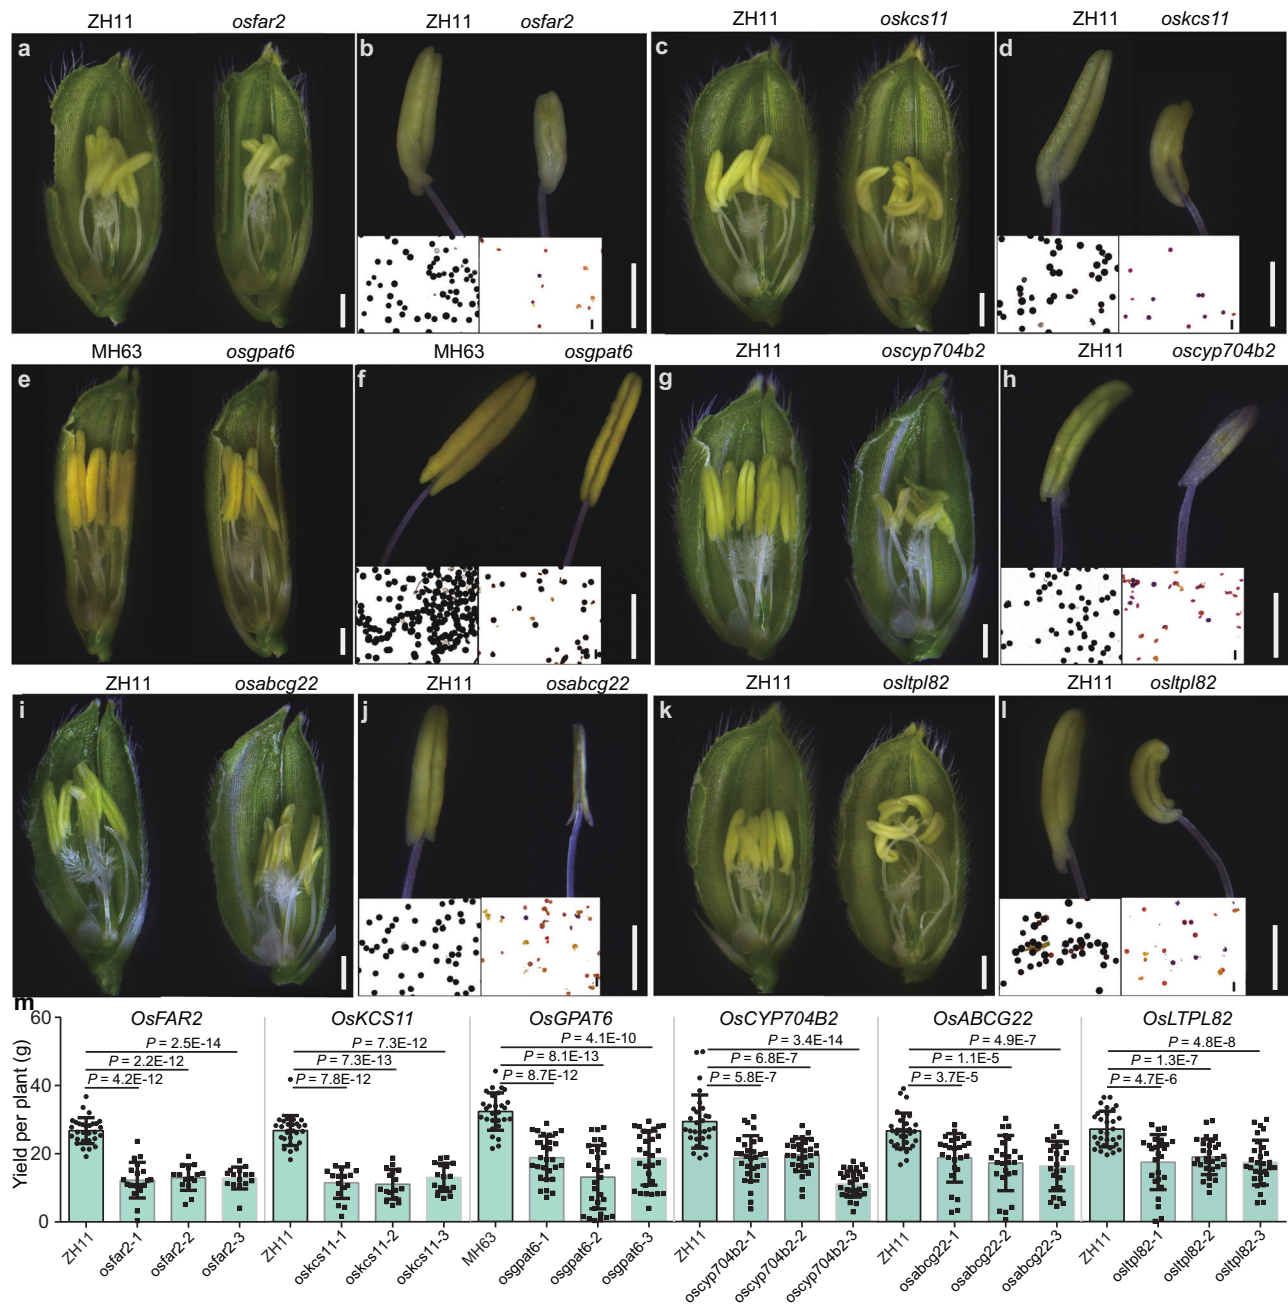 ZH11 osfar2 ZH11 osfar2 ZH11 oskcs11 ZH11 oskcs11
a b c d
MH63 osgpat6 MH63 osgpat6 ZH11 oscyp704b2 ZH11 oscyp704b2
e f g h
ZH11 osabcg22 ZH11 osabcg22 ZH11 osltpl82 ZH11 osltpl82
i j k l
m
Yield per plant (g)
60
40
20
0
OsFAR2
P = 2.5E-14
P = 2.2E-12
P = 4.2E-12
OsKCS11
P = 7.3E-12
P = 7.3E-13
P = 7.8E-12
OsGPAT6
P = 4.1E-10
P = 8.1E-13
P = 8.7E-12
OsCYP704B2
P = 3.4E-14
P = 6.8E-7
P = 5.8E-7
OsABCG22
P = 4.9E-7
P = 1.1E-5
P = 3.7E-5
OsLTPL82
P = 4.8E-8
P = 1.3E-7
P = 4.7E-6
ZH11
osfar2-1
osfar2-2
osfar2-3
ZH11
oskcs11-1
oskcs11-2
oskcs11-3
MH63
osgpat6-1
osgpat6-2
osgpat6-3
ZH11
oscyp704b2-1
oscyp704b2-2
oscyp704b2-3
ZH11
osabcg22-1
osabcg22-2
osabcg22-3
ZH11
osltpl82-1
osltpl82-2
osltpl82-3